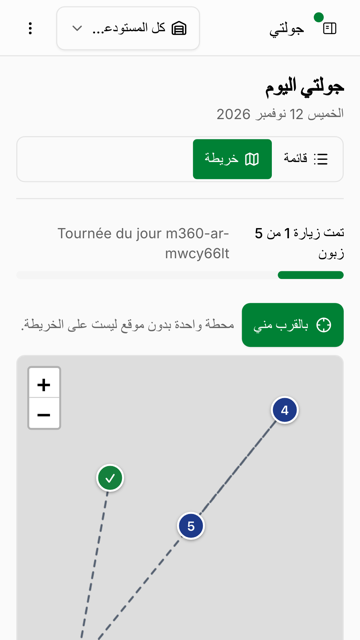 جولتي
كل المستودع...
جولتي اليوم
الخميس 12 نوفمبر 2026
قائمة
خريطة
تمت زيارة 1 من 5
زبون
Tournée du jour m360-ar-
mwcy66lt
بالقرب مني
محطة واحدة بدون موقع ليست على الخريطة.
+
−
4
5